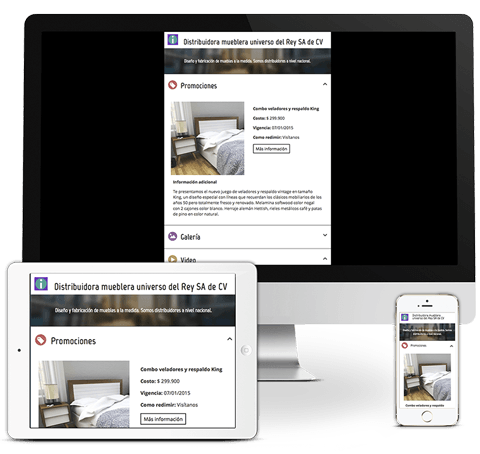 Distribuidora mueblera universo del Rey SA de CV
Diseño y fabricación de muebles a la medida. Somos distribuidores a nivel nacional.
Promociones
Combo veladores y respaldo King
Costo: $ 299,900
Vigencia: 07/01/2015
Como redimir: Visítanos
Más información
Información adicional
Te presentamos el nuevo juego de veladores y respaldo vintage en tamaño
King, un diseño especial con líneas que recuerdan los clásicos mobiliarios de los
años 50 pero totalmente fresco y renovado. Melamina softwood color nogal
con 2 cajones color blanco. Herraje alemán Hettich, rieles metálicos café y patas
de pino en color natural.
Galería
Video
Distribuidora mueblera universo del Rey SA de CV
Diseño y fabricación de muebles a la medida. Somos distribuidores a nivel nacional.
Promociones
Combo veladores y respaldo King
Costo: $ 299,900
Vigencia: 07/01/2015
Como redimir: Visítanos
Más información
Distribuidora mueblera
universo del Rey SA de CV
Promociones
Combo veladores y respaldo